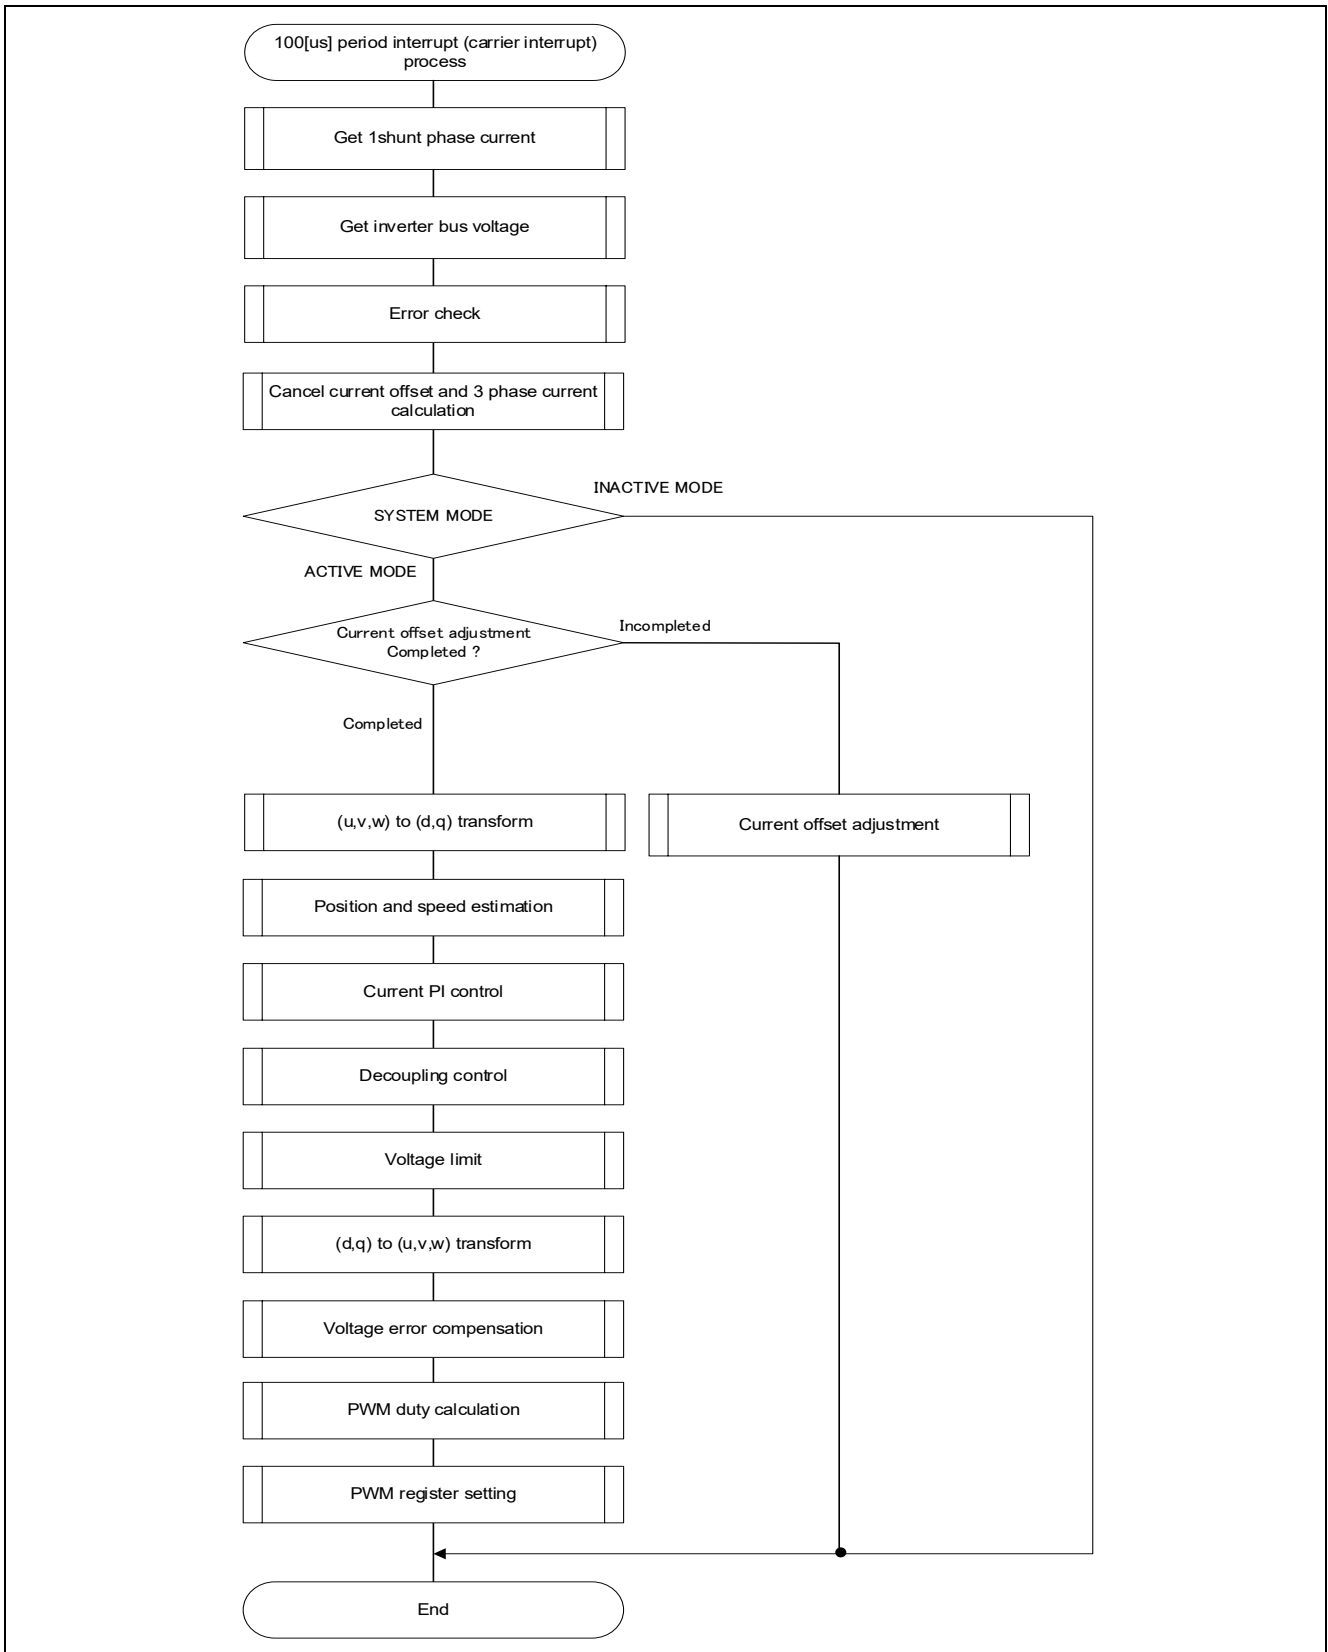 100[us] period interrupt (carrier interrupt)
process
Get 1shunt phase current
Get inverter bus voltage
Error check
Cancel current offset and 3 phase current
calculation
INACTIVE MODE
SYSTEM MODE
ACTIVE MODE
Current offset adjustment
Completed ?
Incompleted
Completed
(u,v,w) to (d,q) transform
Current offset adjustment
Position and speed estimation
Current PI control
Decoupling control
Voltage limit
(d,q) to (u,v,w) transform
Voltage error compensation
PWM duty calculation
PWM register setting
End